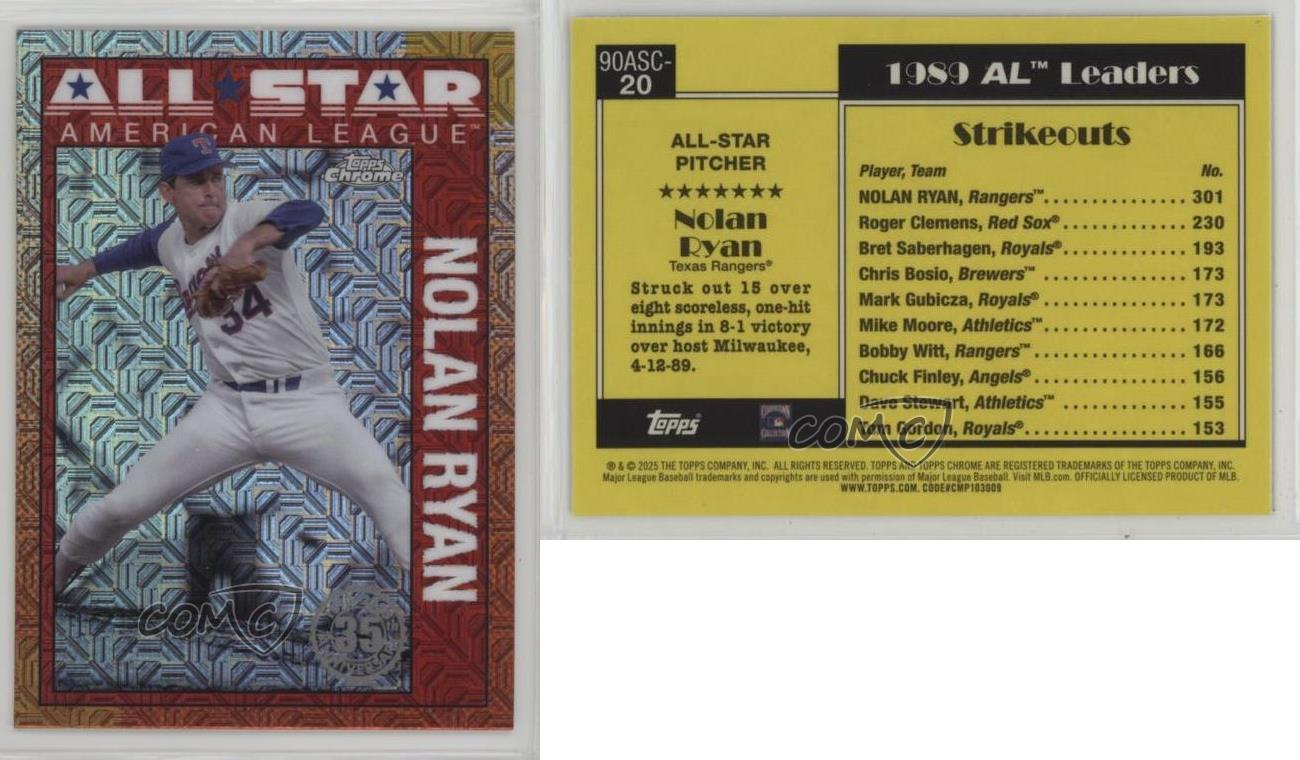 ALL★STAR
AMERICAN LEAGUE™
topps
Chrome
NOLAN RYAN
34
35
ANNIVERSARY
COMC
90ASC-
20
ALL-STAR
PITCHER
★★★★★★★
Nolan
Ryan
Texas Rangers®
Struck out 15 over
eight scoreless, one-hit
innings in 8-1 victory
over host Milwaukee,
4-12-89.
topps®
1989 AL™ Leaders
Strikeouts
Player, Team No.
NOLAN RYAN, Rangers™............... 301
Roger Clemens, Red Sox®............. 230
Bret Saberhagen, Royals®............ 193
Chris Bosio, Brewers™................ 173
Mark Gubicza, Royals®............... 173
Mike Moore, Athletics™............... 172
Bobby Witt, Rangers™................ 166
Chuck Finley, Angels®................ 156
Dave Stewart, Athletics™............. 155
Tom Gordon, Royals®................. 153
COMC
® & © 2025 THE TOPPS COMPANY, INC. ALL RIGHTS RESERVED. TOPPS AND TOPPS CHROME ARE REGISTERED TRADEMARKS OF THE TOPPS COMPANY, INC.
Major League Baseball trademarks and copyrights are used with permission of Major League Baseball. Visit MLB.com. OFFICIALLY LICENSED PRODUCT OF MLB.
WWW.TOPPS.COM. CODE#CMP103009